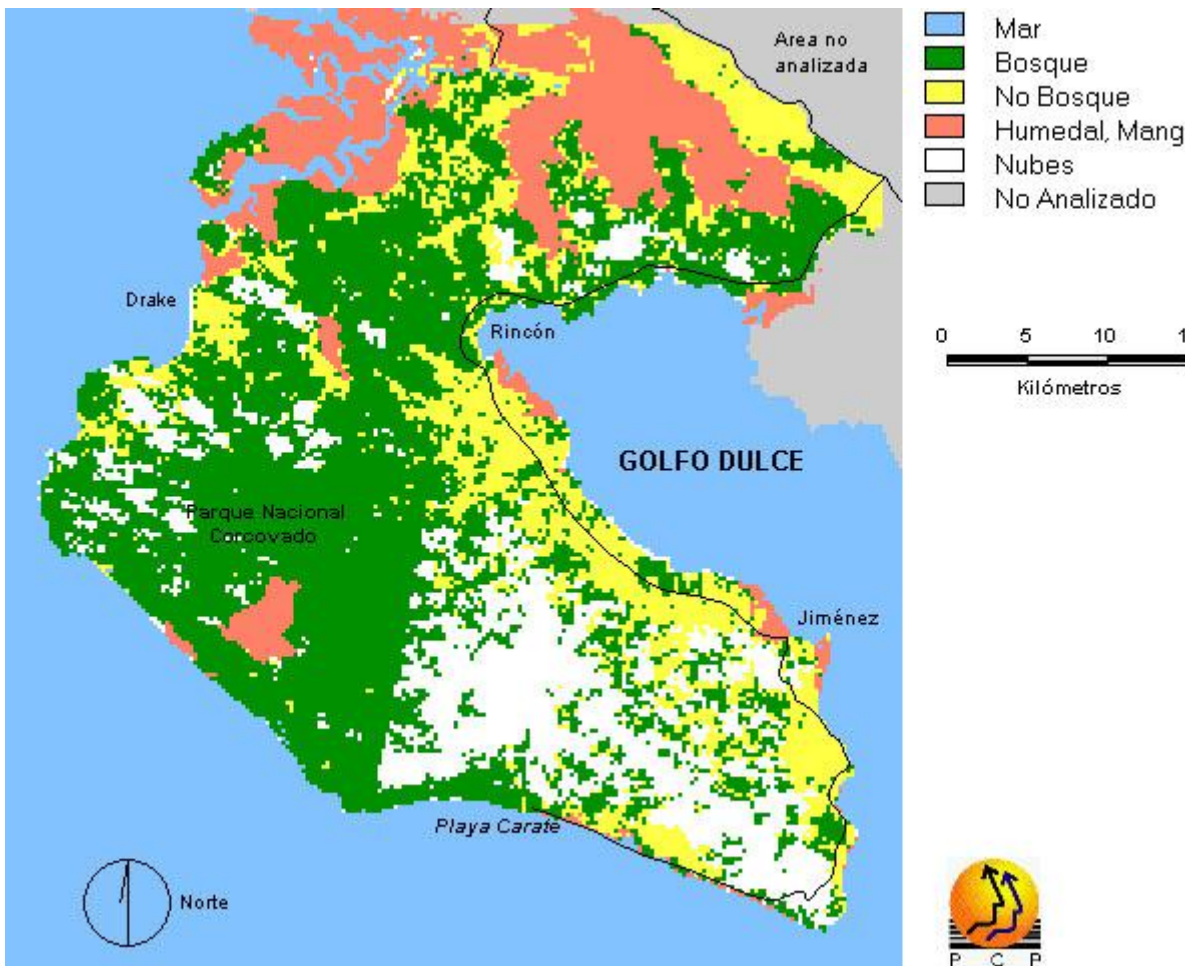 Area no
analizada
Drake
Rincón
GOLFO DULCE
Parque Nacional
Corcovado
Jiménez
Playa Carate
Norte
Mar
Bosque
No Bosque
Humedal, Mang
Nubes
No Analizado
0 5 10 1
Kilómetros
P C P